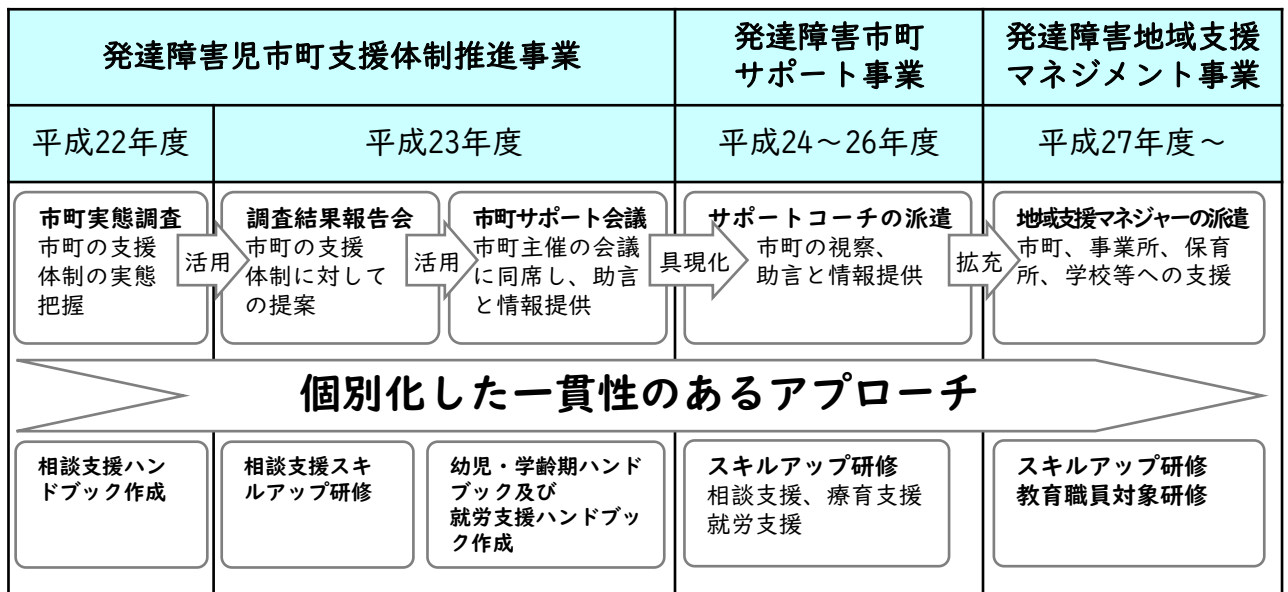 発達障害児市町支援体制推進事業
発達障害市町
サポート事業
発達障害地域支援
マネジメント事業
平成22年度
平成23年度
平成24～26年度
平成27年度～
市町実態調査
市町の支援
体制の実態
把握
活用
調査結果報告会
市町の支援
体制に対して
の提案
活用
市町サポート会議
市町主催の会議
に同席し、助言
と情報提供
具現化
サポートコーチの派遣
市町の視察、
助言と情報提供
拡充
地域支援マネジャーの派遣
市町、事業所、保育
所、学校等への支援
個別化した一貫性のあるアプローチ
相談支援ハン
ドブック作成
相談支援スキ
ルアップ研修
幼児・学齢期ハンド
ブック及び
就労支援ハンドブッ
ク作成
スキルアップ研修
相談支援、療育支援
就労支援
スキルアップ研修
教育職員対象研修